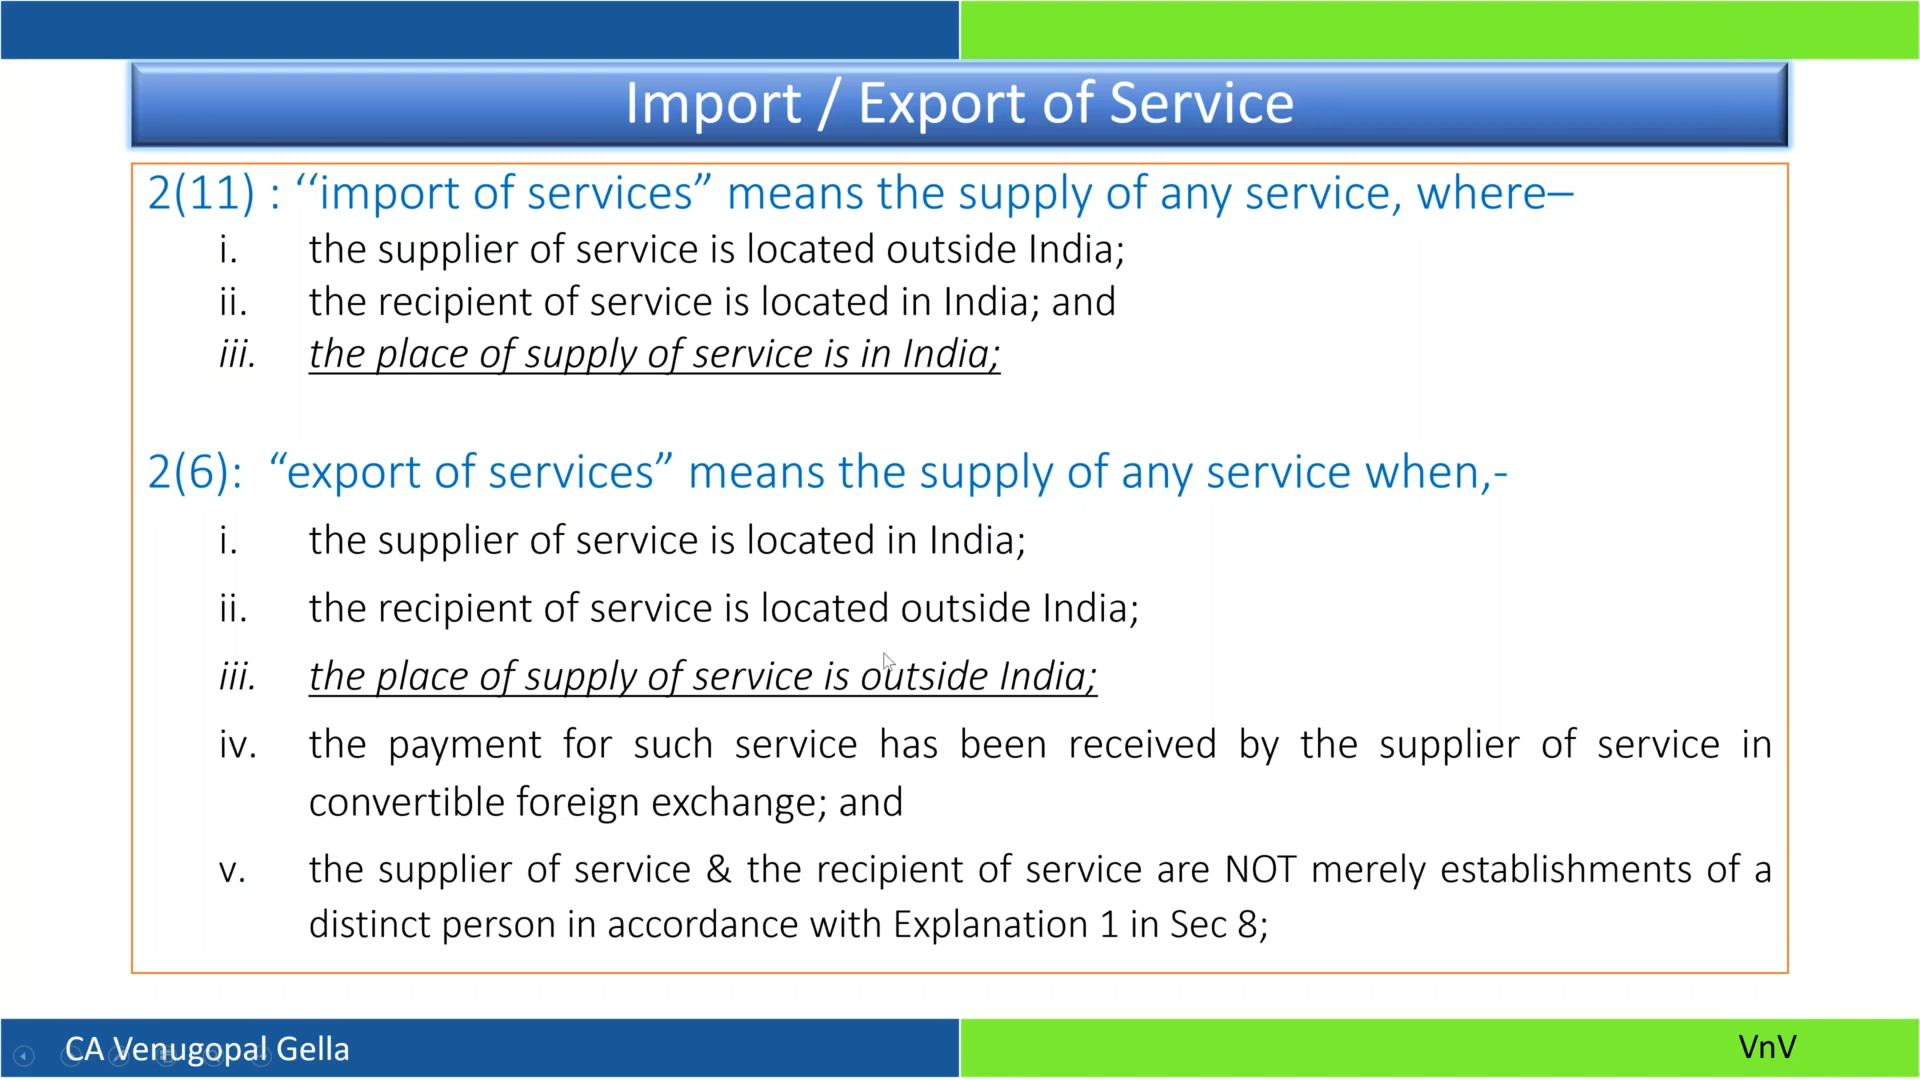 Import / Export of Service
2(11) : ‘‘import of services” means the supply of any service, where–
i. the supplier of service is located outside India;
ii. the recipient of service is located in India; and
iii. the place of supply of service is in India;
2(6): “export of services” means the supply of any service when,-
i. the supplier of service is located in India;
ii. the recipient of service is located outside India;
iii. the place of supply of service is outside India;
iv. the payment for such service has been received by the supplier of service in
convertible foreign exchange; and
v. the supplier of service & the recipient of service are NOT merely establishments of a
distinct person in accordance with Explanation 1 in Sec 8;
CA Venugopal Gella
VnV